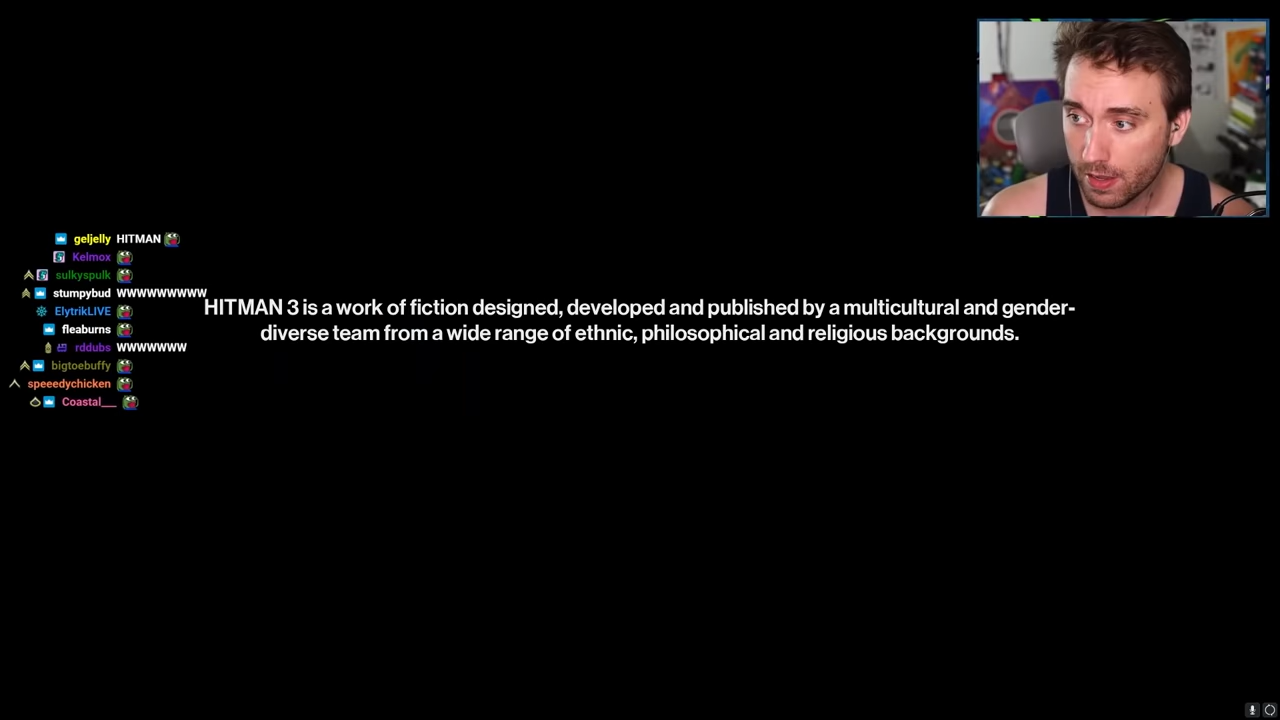 geljelly HITMAN
Kelmox
sulkyspulk
stumpybud WWWWWWWWW
ElytrikLIVE
fleaburns
rddubs WWWWWWW
bigtoebuffy
speeedychicken
Coastal___
HITMAN 3 is a work of fiction designed, developed and published by a multicultural and gender-
diverse team from a wide range of ethnic, philosophical and religious backgrounds.